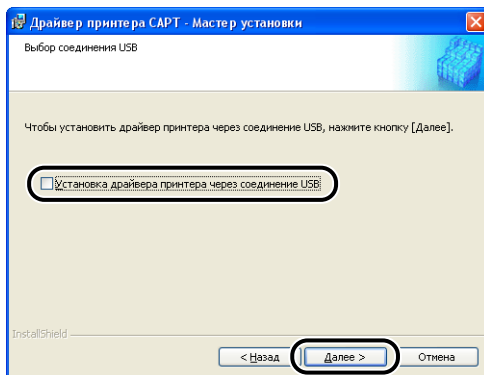 Драйвер принтера CAPT - Мастер установки
Выбор соединения USB
Чтобы установить драйвер принтера через соединение USB, нажмите кнопку [Далее].
Установка драйвера принтера через соединение USB
InstallShield
< Назад
Далее >
Отмена